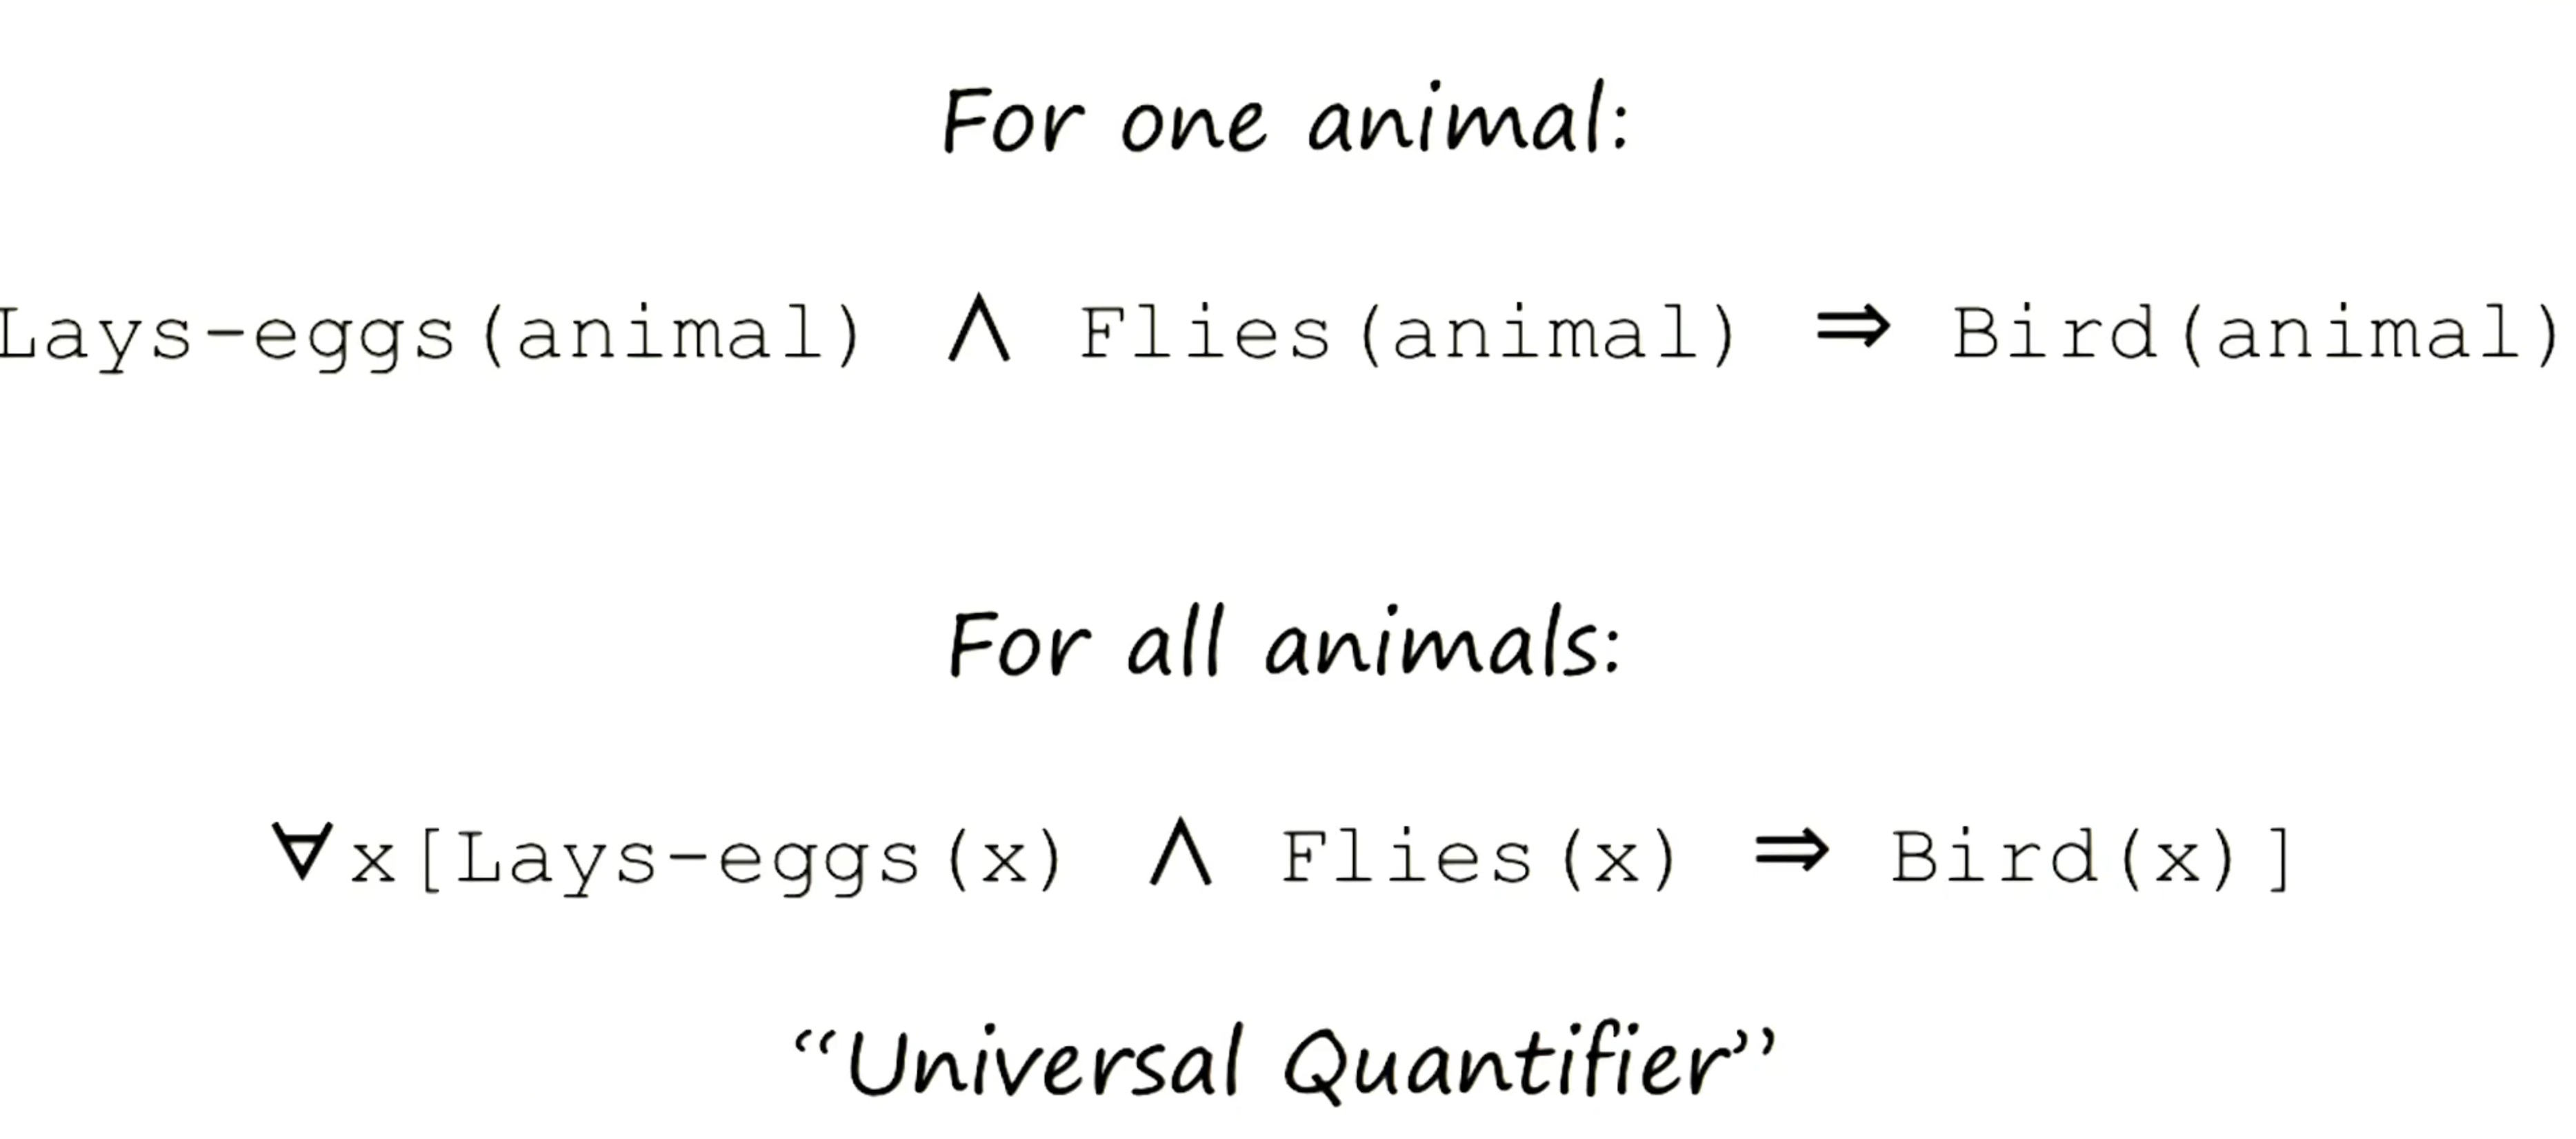 For one animal:
Lays-eggs(animal) ∧ Flies(animal) ⇒ Bird(animal)
For all animals:
∀x[Lays-eggs(x) ∧ Flies(x) ⇒ Bird(x)]
“Universal Quantifier”